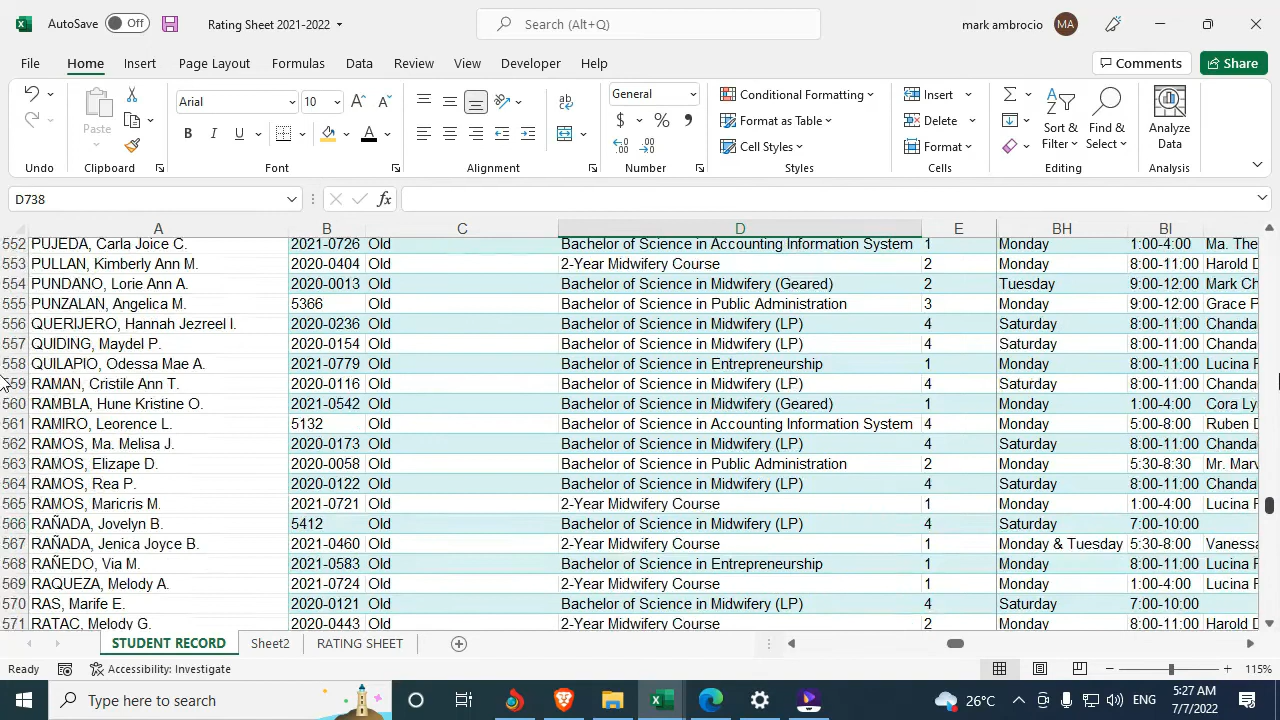 AutoSave Off Rating Sheet 2021-2022 Search (Alt+Q) mark ambrocio MA
File Home Insert Page Layout Formulas Data Review View Developer Help Comments Share
Paste Arial 10 General Conditional Formatting Insert Sort & Filter Find & Select Analyze Data
Format as Table Delete
Cell Styles Format
Undo Clipboard Font Alignment Number Styles Cells Editing Analysis
D738
A B C D E BH BI
552 PUJEDA, Carla Joice C. 2021-0726 Old Bachelor of Science in Accounting Information System 1 Monday 1:00-4:00 Ma. The
553 PULLAN, Kimberly Ann M. 2020-0404 Old 2-Year Midwifery Course 2 Monday 8:00-11:00 Harold D
554 PUNDANO, Lorie Ann A. 2020-0013 Old Bachelor of Science in Midwifery (Geared) 2 Tuesday 9:00-12:00 Mark Ch
555 PUNZALAN, Angelica M. 5366 Old Bachelor of Science in Public Administration 3 Monday 9:00-12:00 Grace P
556 QUERIJERO, Hannah Jezreel I. 2020-0236 Old Bachelor of Science in Midwifery (LP) 4 Saturday 8:00-11:00 Chanda
557 QUIDING, Maydel P. 2020-0154 Old Bachelor of Science in Midwifery (LP) 4 Saturday 8:00-11:00 Chanda
558 QUILAPIO, Odessa Mae A. 2021-0779 Old Bachelor of Science in Entrepreneurship 1 Monday 8:00-11:00 Lucina F
559 RAMAN, Cristile Ann T. 2020-0116 Old Bachelor of Science in Midwifery (LP) 4 Saturday 8:00-11:00 Chanda
560 RAMBLA, Hune Kristine O. 2021-0542 Old Bachelor of Science in Midwifery (Geared) 1 Monday 1:00-4:00 Cora Ly
561 RAMIRO, Leorence L. 5132 Old Bachelor of Science in Accounting Information System 4 Monday 5:00-8:00 Ruben D
562 RAMOS, Ma. Melisa J. 2020-0173 Old Bachelor of Science in Midwifery (LP) 4 Saturday 8:00-11:00 Chanda
563 RAMOS, Elizape D. 2020-0058 Old Bachelor of Science in Public Administration 2 Monday 5:30-8:30 Mr. Marv
564 RAMOS, Rea P. 2020-0122 Old Bachelor of Science in Midwifery (LP) 4 Saturday 8:00-11:00 Chanda
565 RAMOS, Maricris M. 2021-0721 Old 2-Year Midwifery Course 1 Monday 1:00-4:00 Lucina F
566 RAÑADA, Jovelyn B. 5412 Old Bachelor of Science in Midwifery (LP) 4 Saturday 7:00-10:00
567 RAÑADA, Jenica Joyce B. 2021-0460 Old 2-Year Midwifery Course 1 Monday & Tuesday 5:30-8:00 Vanessa
568 RAÑEDO, Via M. 2021-0583 Old Bachelor of Science in Entrepreneurship 1 Monday 8:00-11:00 Lucina F
569 RAQUEZA, Melody A. 2021-0724 Old 2-Year Midwifery Course 1 Monday 1:00-4:00 Lucina F
570 RAS, Marife E. 2020-0121 Old Bachelor of Science in Midwifery (LP) 4 Saturday 7:00-10:00
571 RATAC, Melody G. 2020-0443 Old 2-Year Midwifery Course 2 Monday 8:00-11:00 Harold D
STUDENT RECORD Sheet2 RATING SHEET
Ready Accessibility: Investigate 115%
Type here to search 26°C ENG 5:27 AM
7/7/2022